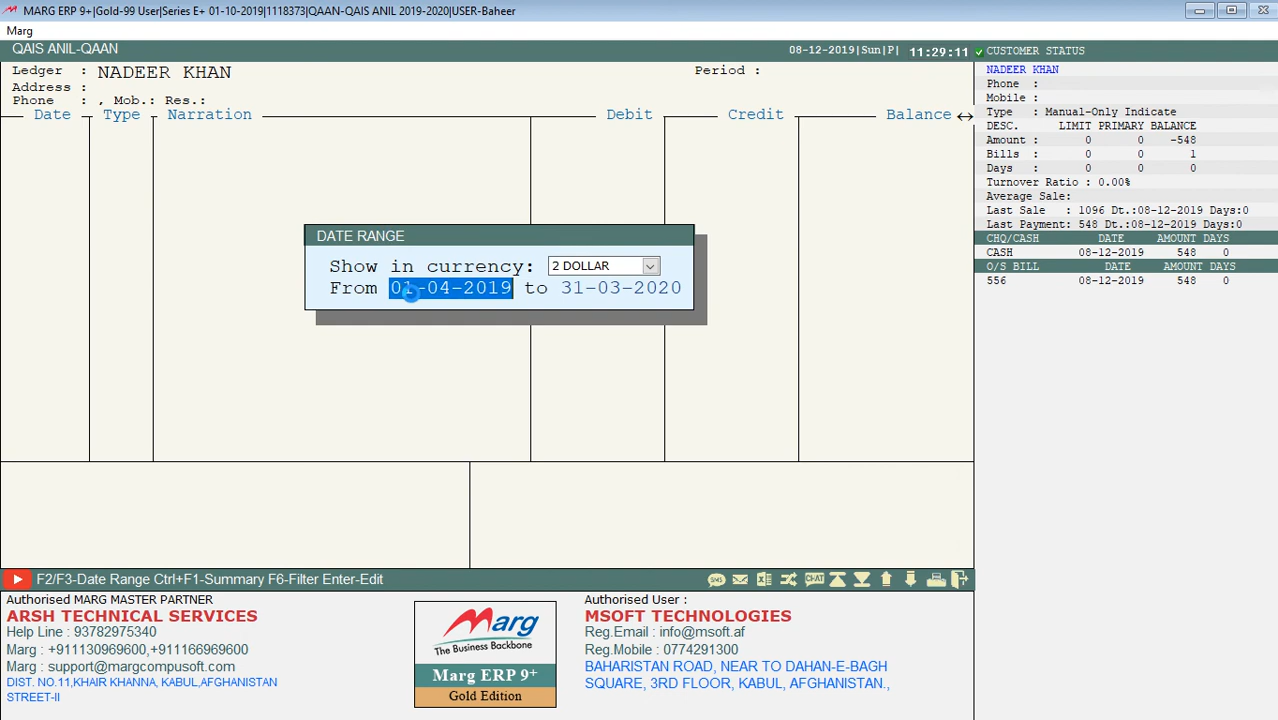 MARG ERP 9+|Gold-99 User|Series E+ 01-10-2019|1118373|QAAN-QAIS ANIL 2019-2020|USER-Baheer
Marg
QAIS ANIL-QAAN
08-12-2019|Sun|P| 11:29:11
Ledger : NADEER KHAN
Period :
Address :
Phone : , Mob.: Res.:
Date Type Narration Debit Credit Balance
DATE RANGE
Show in currency: 2 DOLLAR
From 01-04-2019 to 31-03-2020
CUSTOMER STATUS
NADEER KHAN
Phone :
Mobile :
Type : Manual-Only Indicate
DESC. LIMIT PRIMARY BALANCE
Amount : 0 0 -548
Bills : 0 0 1
Days : 0 0 0
Turnover Ratio : 0.00%
Average Sale:
Last Sale : 1096 Dt.:08-12-2019 Days:0
Last Payment: 548 Dt.:08-12-2019 Days:0
CHQ/CASH DATE AMOUNT DAYS
CASH 08-12-2019 548 0
O/S BILL DATE AMOUNT DAYS
556 08-12-2019 548 0
F2/F3-Date Range Ctrl+F1-Summary F6-Filter Enter-Edit
SMS CHAT
Authorised MARG MASTER PARTNER
ARSH TECHNICAL SERVICES
Help Line : 93782975340
Marg : +911130969600,+911166969600
Marg : support@margcompusoft.com
DIST. NO.11,KHAIR KHANNA, KABUL,AFGHANISTAN
STREET-II
Marg
The Business Backbone
Marg ERP 9+
Gold Edition
Authorised User :
MSOFT TECHNOLOGIES
Reg.Email : info@msoft.af
Reg.Mobile : 0774291300
BAHARISTAN ROAD, NEAR TO DAHAN-E-BAGH
SQUARE, 3RD FLOOR, KABUL, AFGHANISTAN.,